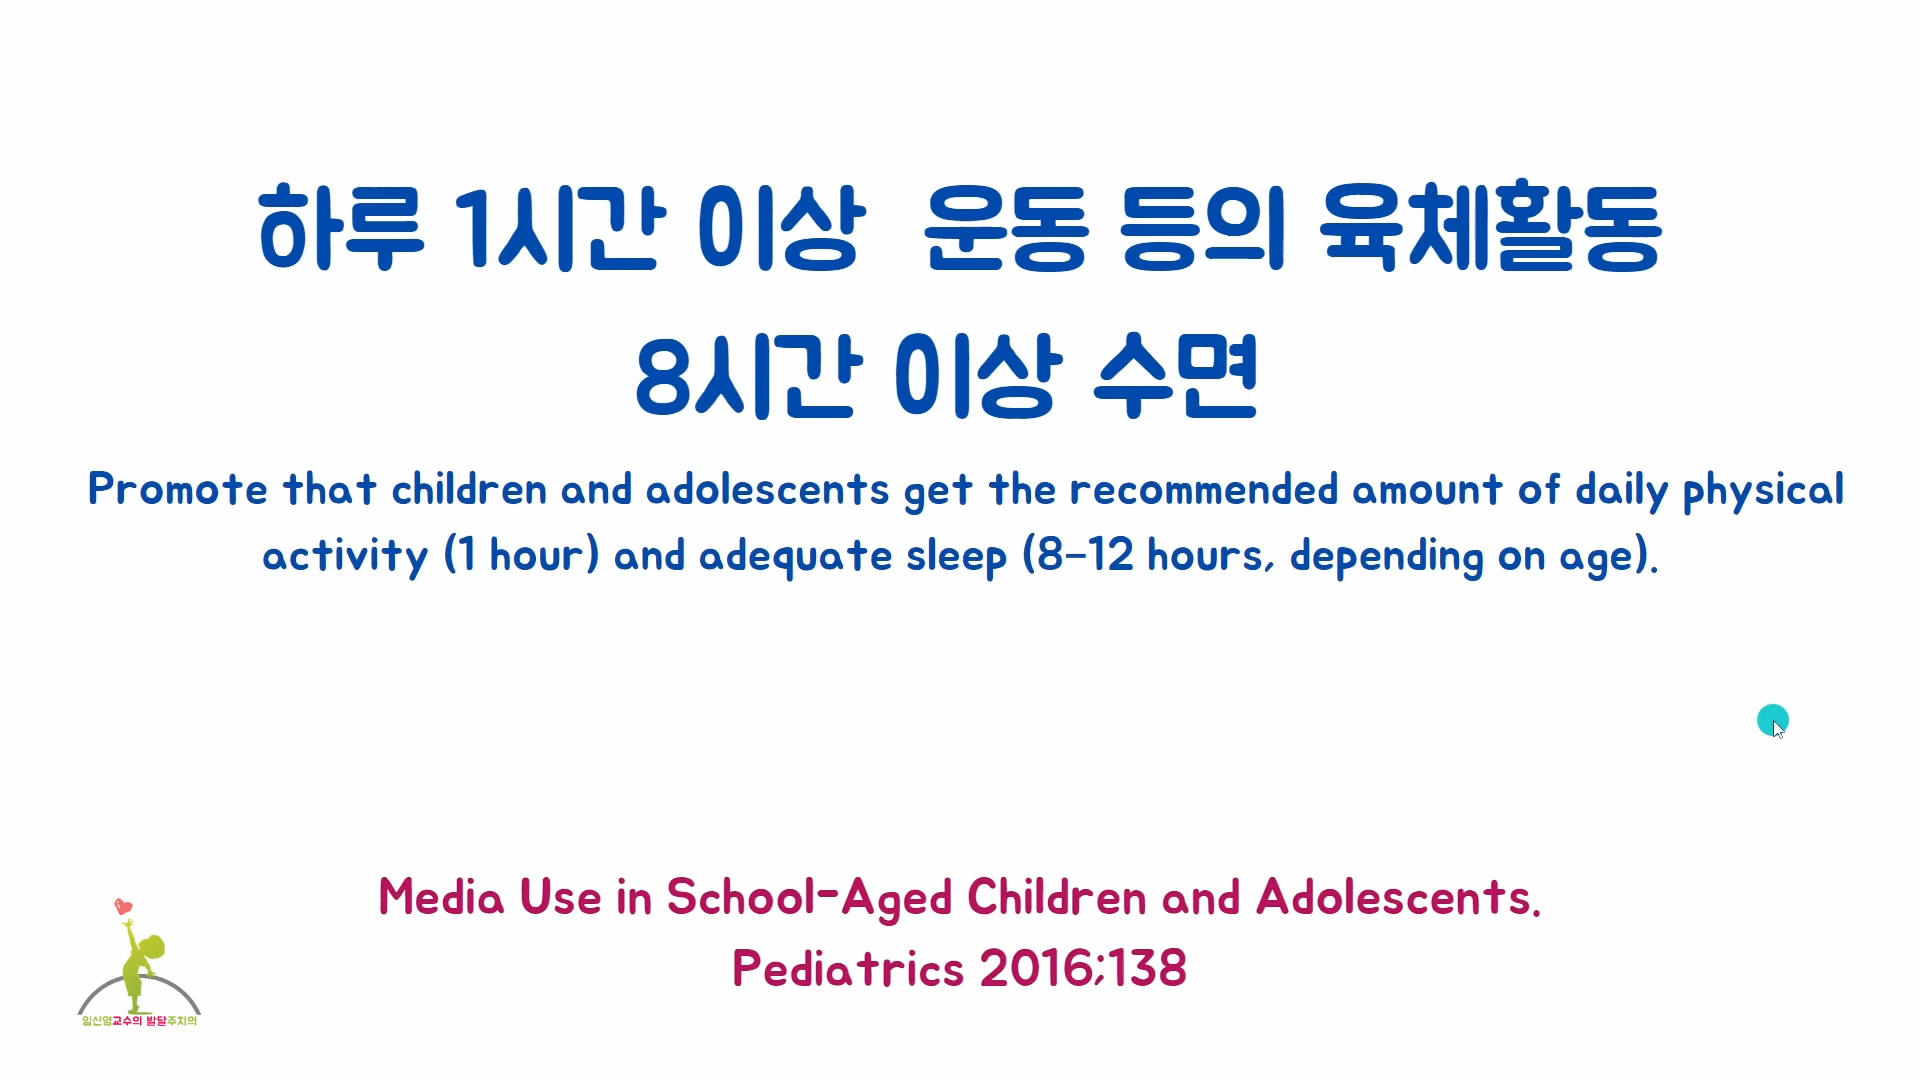 하루 1시간 이상 운동 등의 육체활동
8시간 이상 수면
Promote that children and adolescents get the recommended amount of daily physical
activity (1 hour) and adequate sleep (8–12 hours, depending on age).
Media Use in School-Aged Children and Adolescents.
Pediatrics 2016;138
임신영교수의 발달주치의